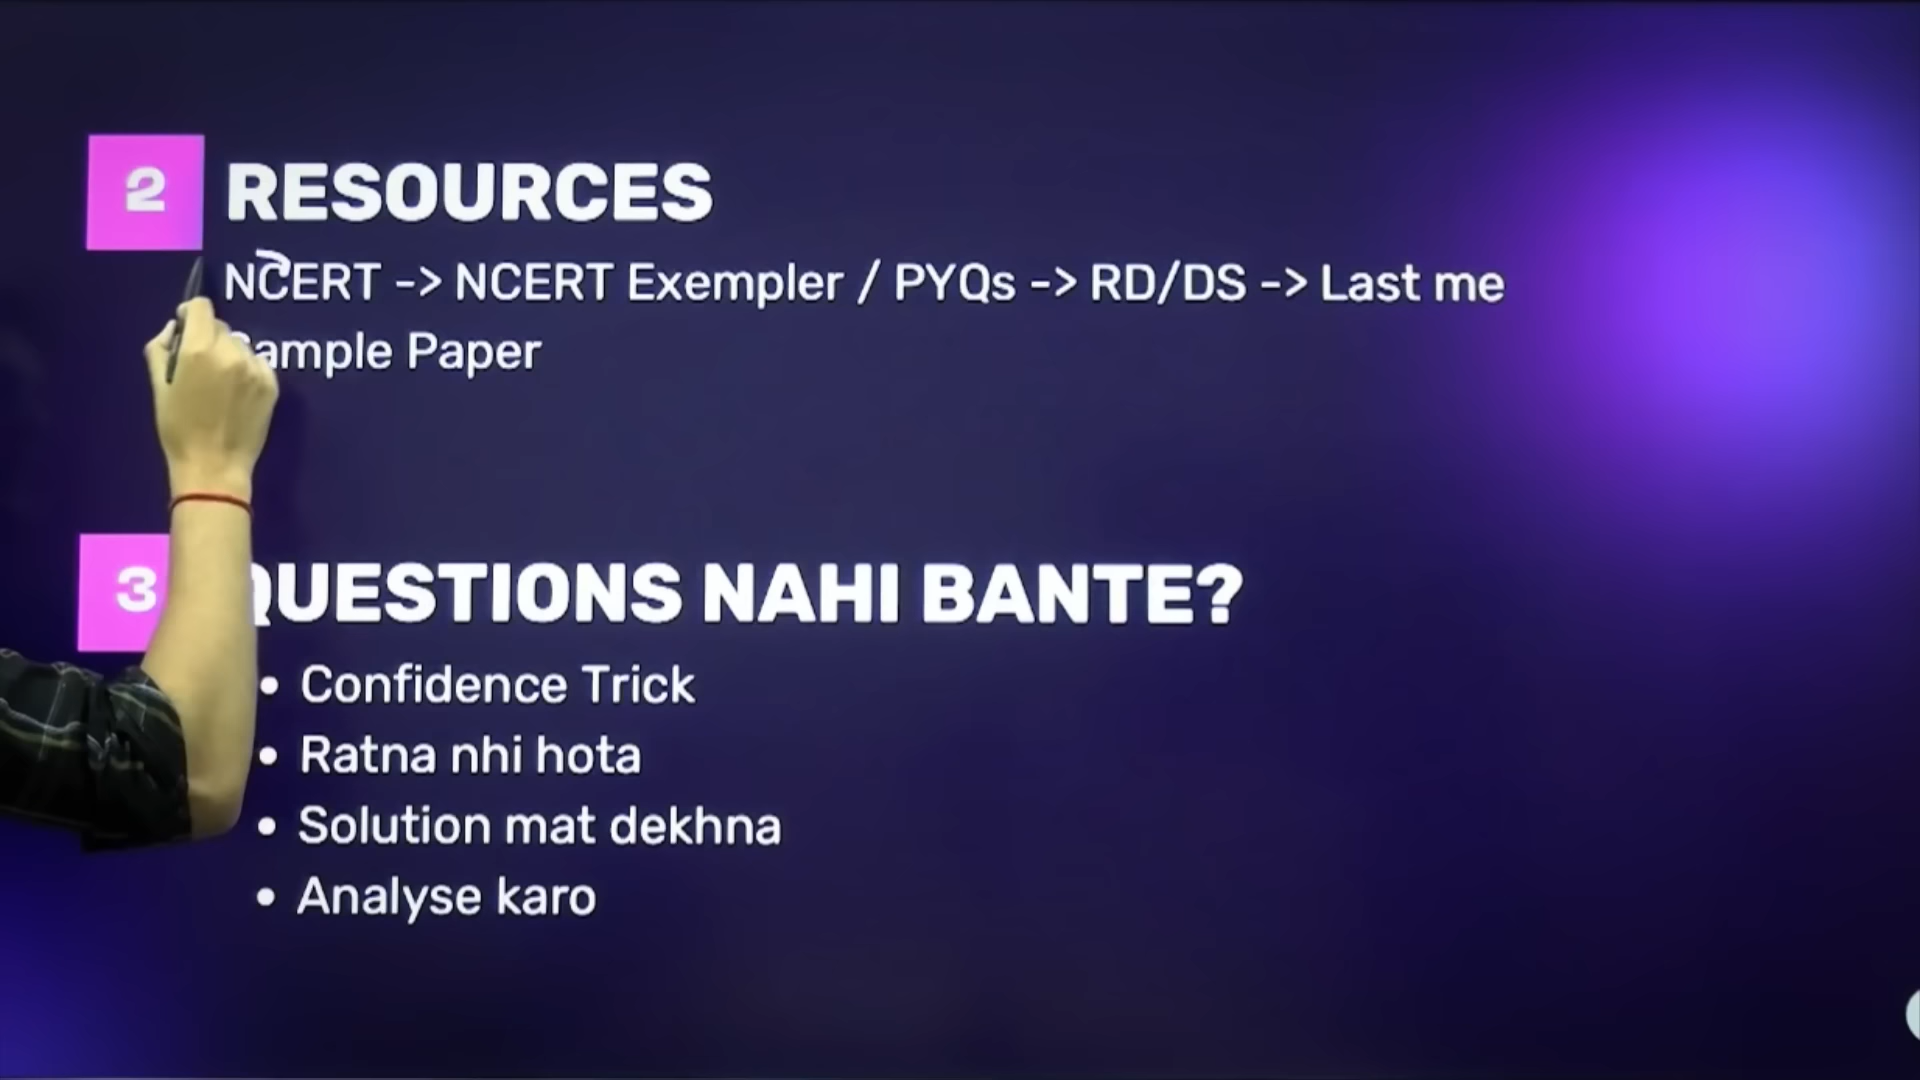 2
RESOURCES
NCERT -> NCERT Exempler / PYQs -> RD/DS -> Last me
Sample Paper
3
QUESTIONS NAHI BANTE?
• Confidence Trick
• Ratna nhi hota
• Solution mat dekhna
• Analyse karo